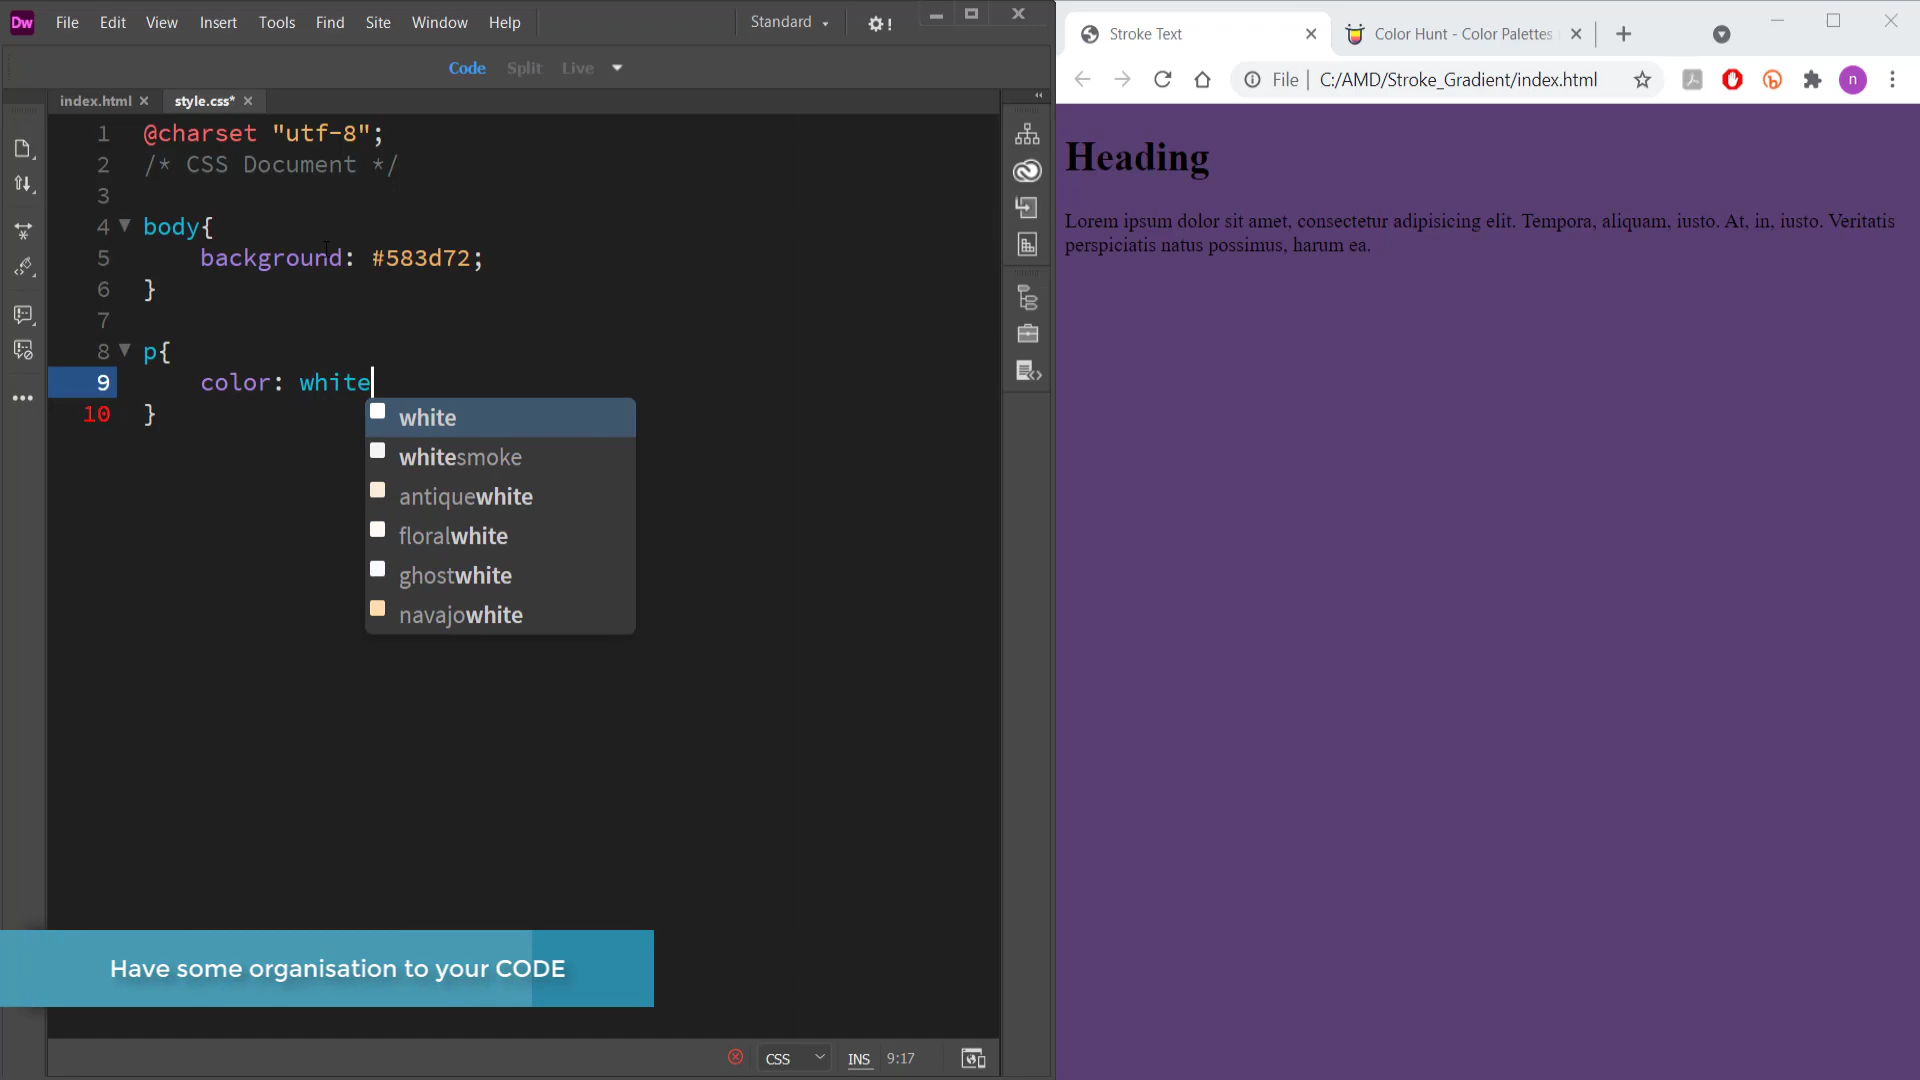 Dw File Edit View Insert Tools Find Site Window Help Standard
Code Split Live
index.html style.css*
1 @charset "utf-8";
2 /* CSS Document */
3
4 body{
5 background: #583d72;
6 }
7
8 p{
9 color: white
10 }
white
whitesmoke
antiquewhite
floralwhite
ghostwhite
navajowhite
Have some organisation to your CODE
CSS INS 9:17
Stroke Text Color Hunt - Color Palettes
File C:/AMD/Stroke_Gradient/index.html n
Heading
Lorem ipsum dolor sit amet, consectetur adipisicing elit. Tempora, aliquam, iusto. At, in, iusto. Veritatis
perspiciatis natus possimus, harum ea.